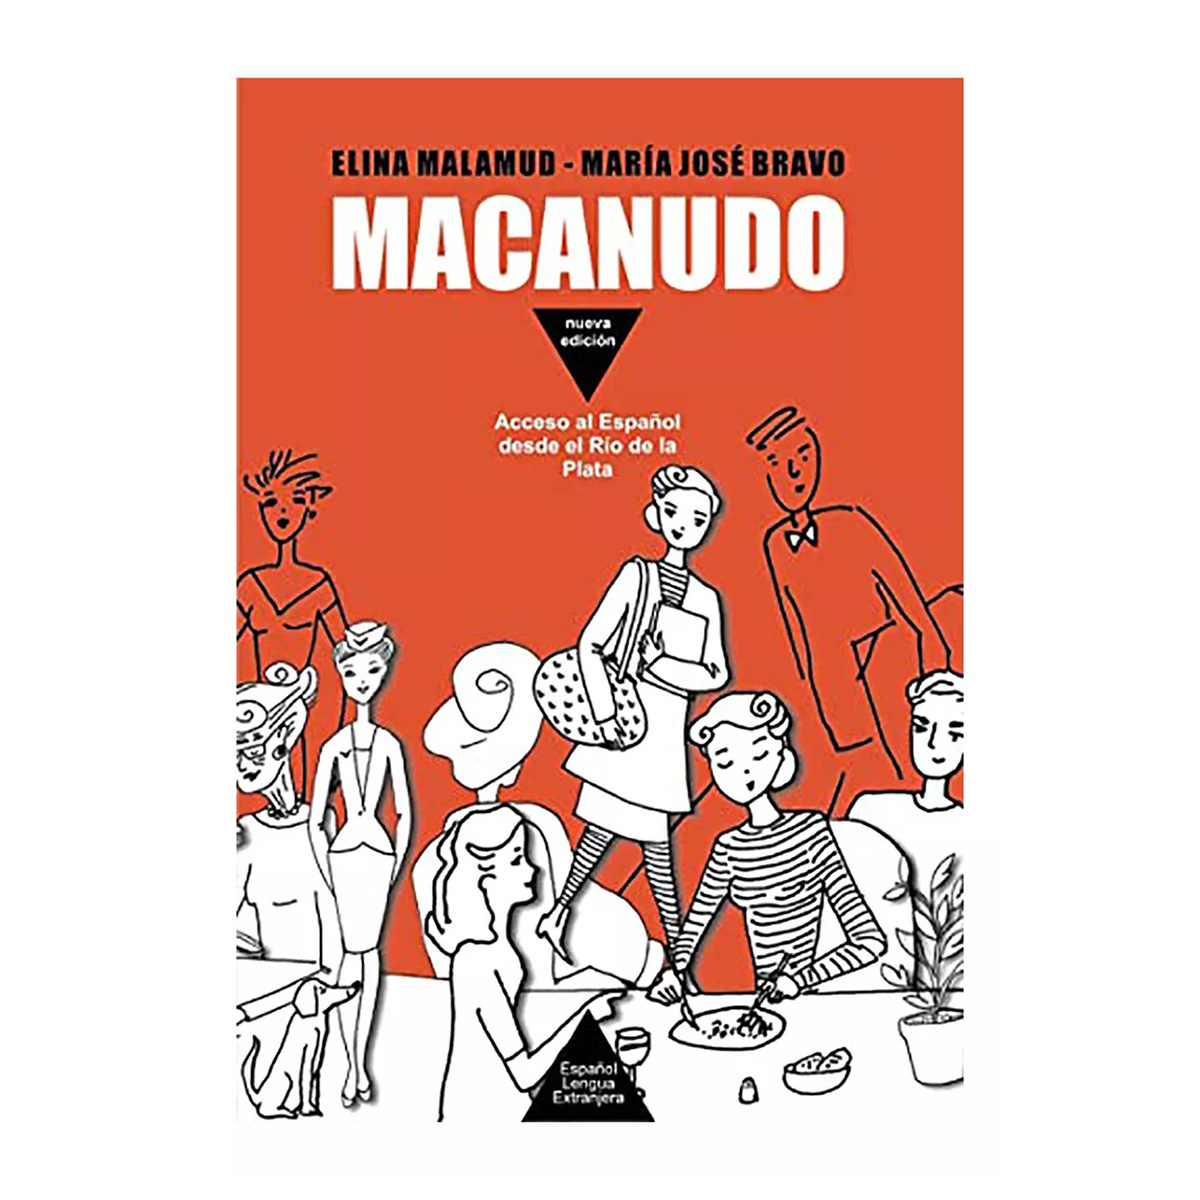 ELINA MALAMUD - MARÍA JOSÉ BRAVO
MACANUDO
nueva
edición
Acceso al Español
desde el Río de la
Plata
Español
Lengua
Extranjera